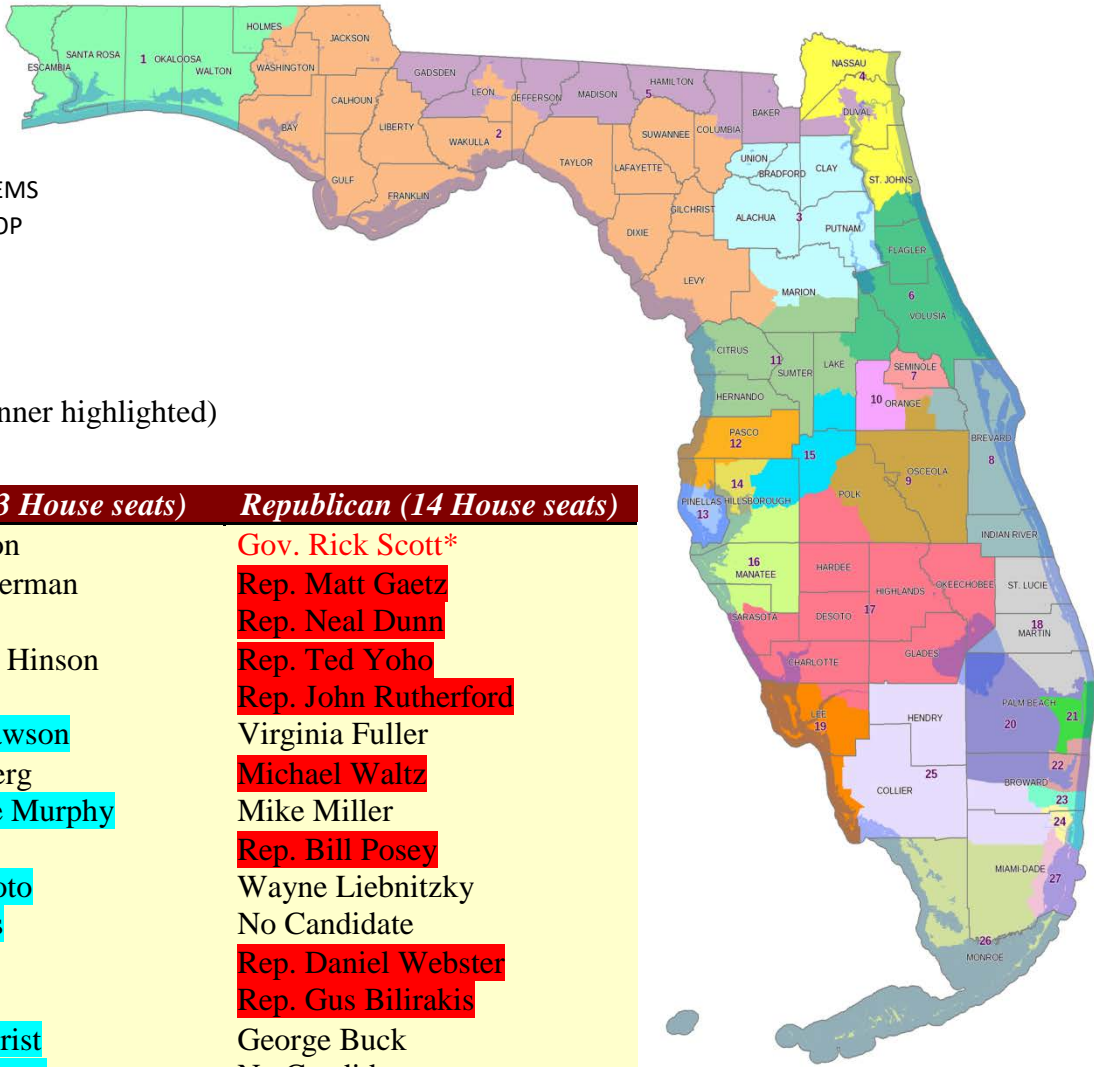 HOLMES
JACKSON
SANTA ROSA
1
OKALOOSA
ESCAMBIA
WALTON
WASHINGTON
NASSAU
4
GADSDEN
LEON
JEFFERSON
MADISON
HAMILTON
5
BAKER
DUVAL
CALHOUN
BAY
LIBERTY
WAKULLA
2
SUWANNEE
COLUMBIA
TAYLOR
LAFAYETTE
UNION
BRADFORD
CLAY
GULF
FRANKLIN
ST. JOHNS
EMS
OP
GILCHRIST
ALACHUA
3
PUTNAM
DIXIE
FLAGLER
LEVY
MARION
6
VOLUSIA
CITRUS
11
SUMTER
LAKE
SEMINOLE
7
HERNANDO
10
ORANGE
nner highlighted)
PASCO
12
BREVARD
15
8
OSCEOLA
9
14
POLK
PINELLAS
HILLSBOROUGH
13
INDIAN RIVER
16
MANATEE
HARDEE
OKEECHOBEE
ST. LUCIE
HIGHLANDS
SARASOTA
DESOTO
17
18
MARTIN
CHARLOTTE
GLADES
LEE
19
HENDRY
PALM BEACH
20
21
COLLIER
25
22
BROWARD
23
24
MIAMI-DADE
27
26
MONROE
3 House seats) Republican (14 House seats)
on Gov. Rick Scott*
erman Rep. Matt Gaetz
Rep. Neal Dunn
Hinson Rep. Ted Yoho
Rep. John Rutherford
awson Virginia Fuller
erg Michael Waltz
e Murphy Mike Miller
Rep. Bill Posey
oto Wayne Liebnitzky
s No Candidate
Rep. Daniel Webster
Rep. Gus Bilirakis
rist George Buck